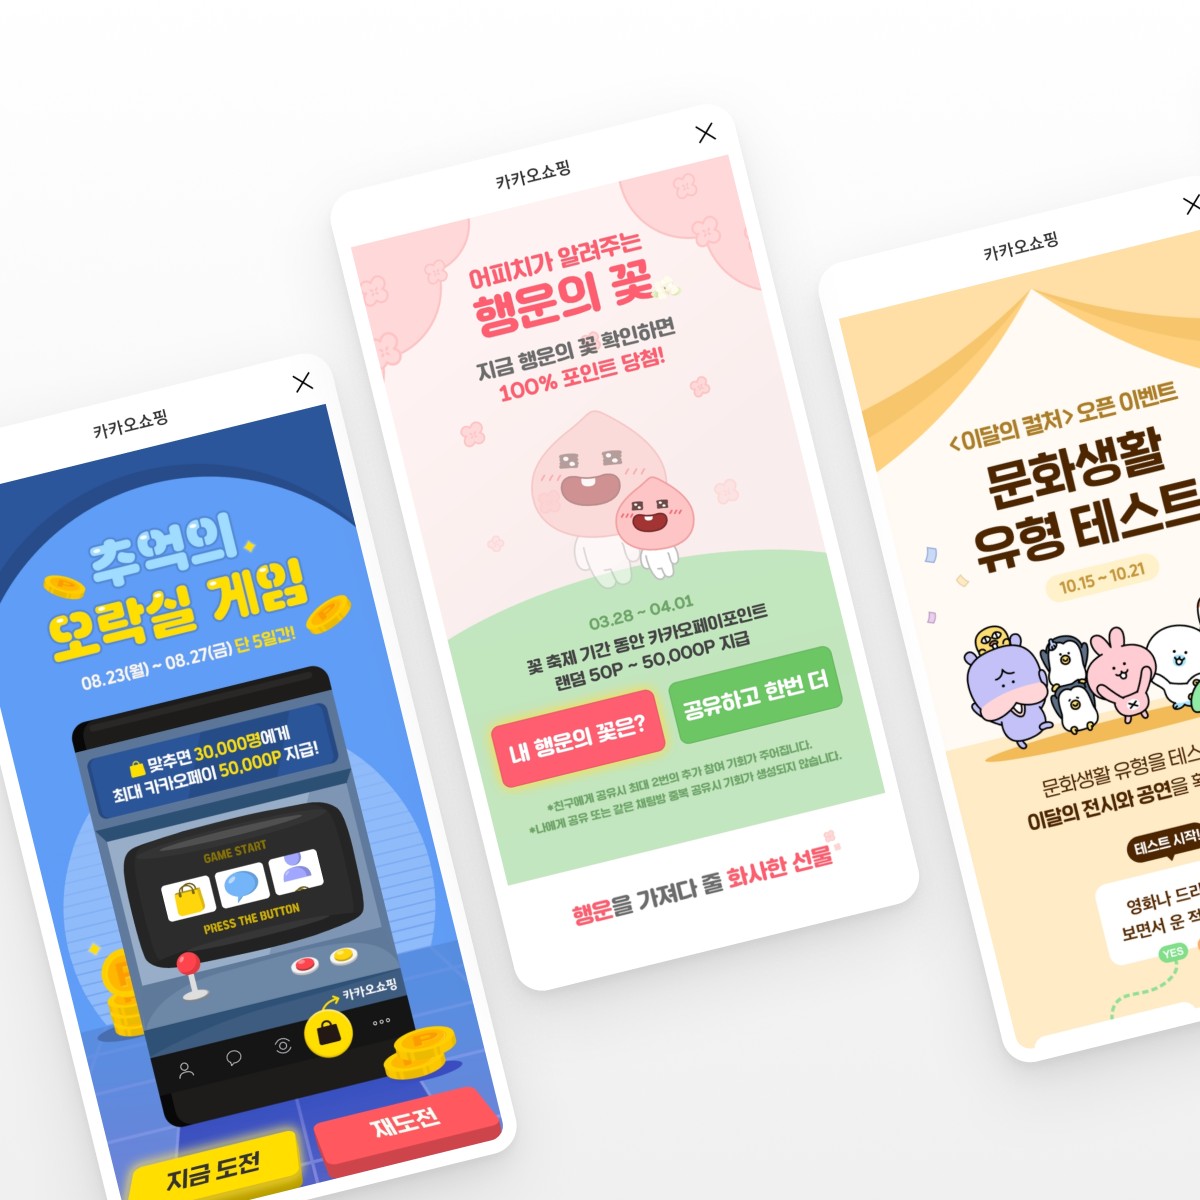 카카오쇼핑
추억의
오락실 게임
08.23(월) ~ 08.27(금) 단 5일간!
맞추면 30,000명에게
최대 카카오페이 50,000P 지급!
GAME START
PRESS THE BUTTON
카카오쇼핑
지금 도전
재도전
카카오쇼핑
어피치가 알려주는
행운의 꽃
지금 행운의 꽃 확인하면
100% 포인트 당첨!
03.28 ~ 04.01
꽃 축제 기간 동안 카카오페이포인트
랜덤 50P ~ 50,000P 지급
내 행운의 꽃은?
공유하고 한번 더
*친구에게 공유시 최대 2번의 추가 참여 기회가 주어집니다.
*나에게 공유 또는 같은 채팅방 중복 공유시 기회가 생성되지 않습니다.
행운을 가져다 줄 화사한 선물
카카오쇼핑
<이달의 컬처> 오픈 이벤트
문화생활
유형 테스트
10.15 ~ 10.21
문화생활 유형을 테스
이달의 전시와 공연을
테스트 시작!
영화나 드라
보면서 운 적
YES